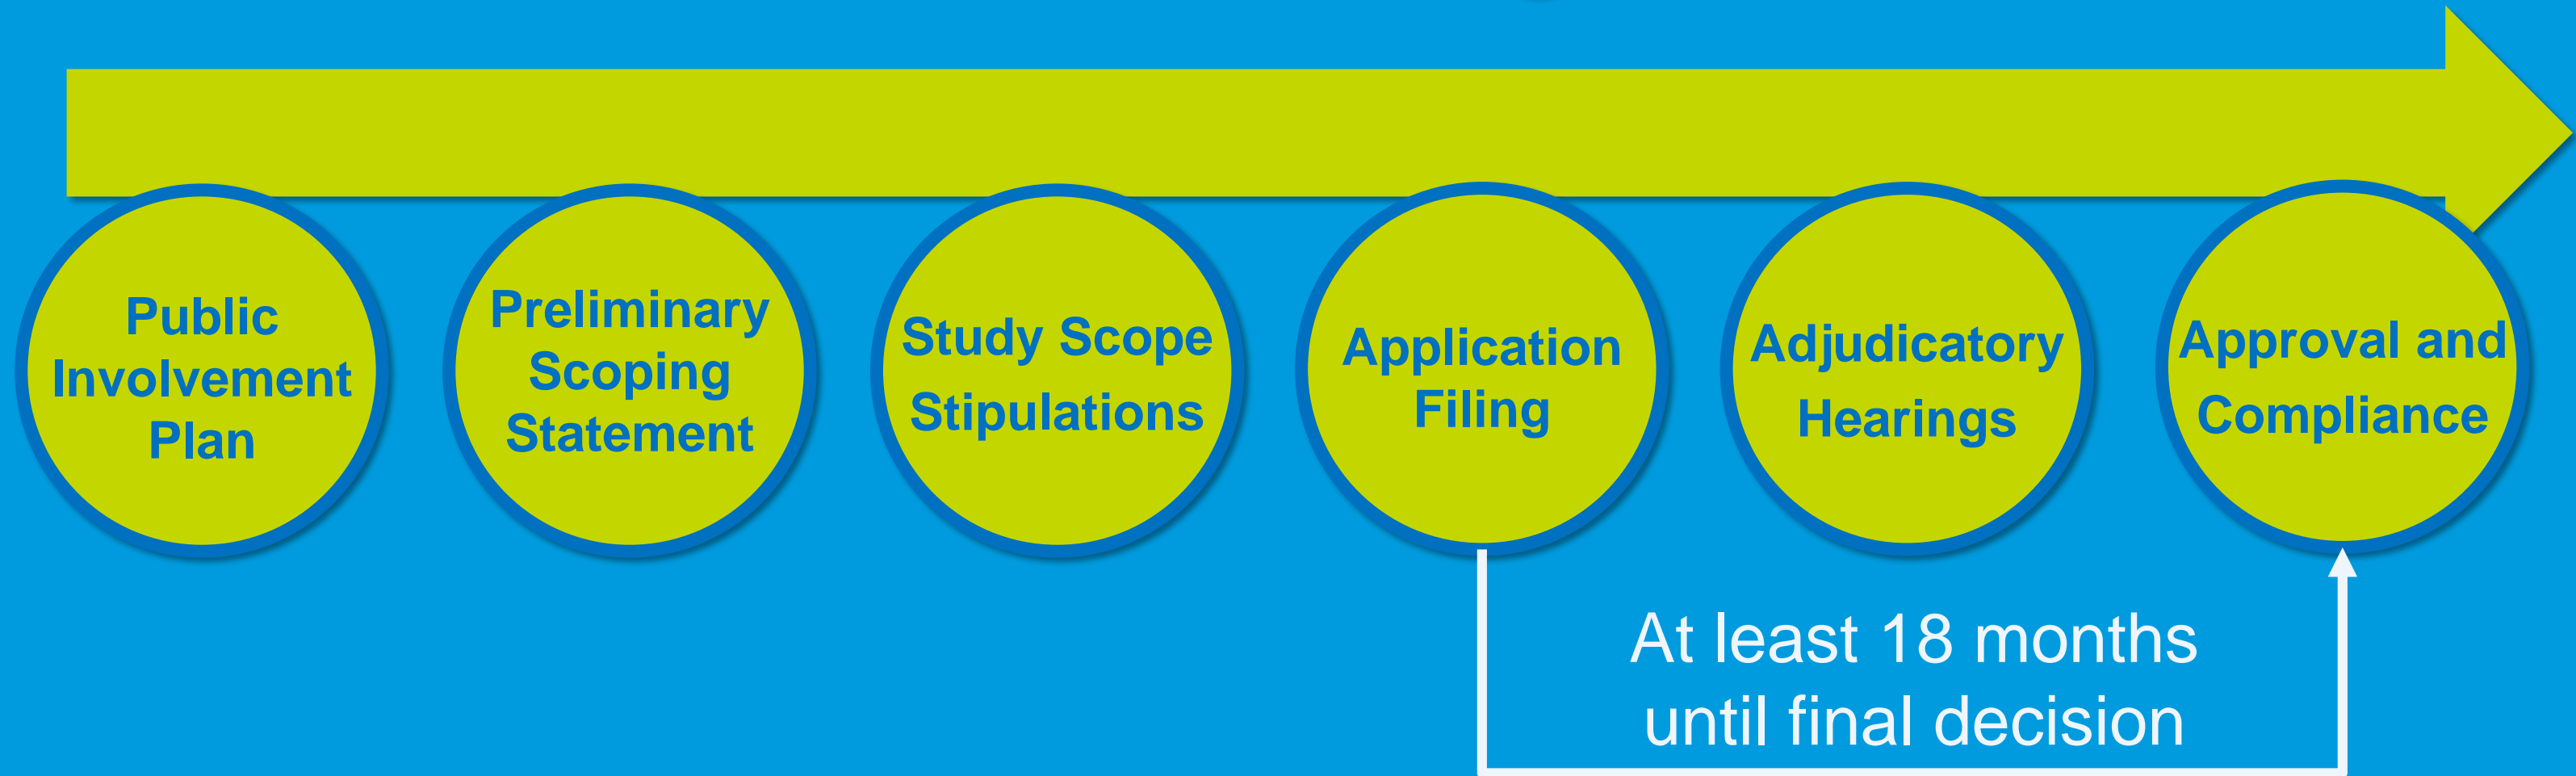 Public
Involvement
Plan
Preliminary
Scoping
Statement
Study Scope
Stipulations
Application
Filing
Adjudicatory
Hearings
Approval and
Compliance
At least 18 months
until final decision